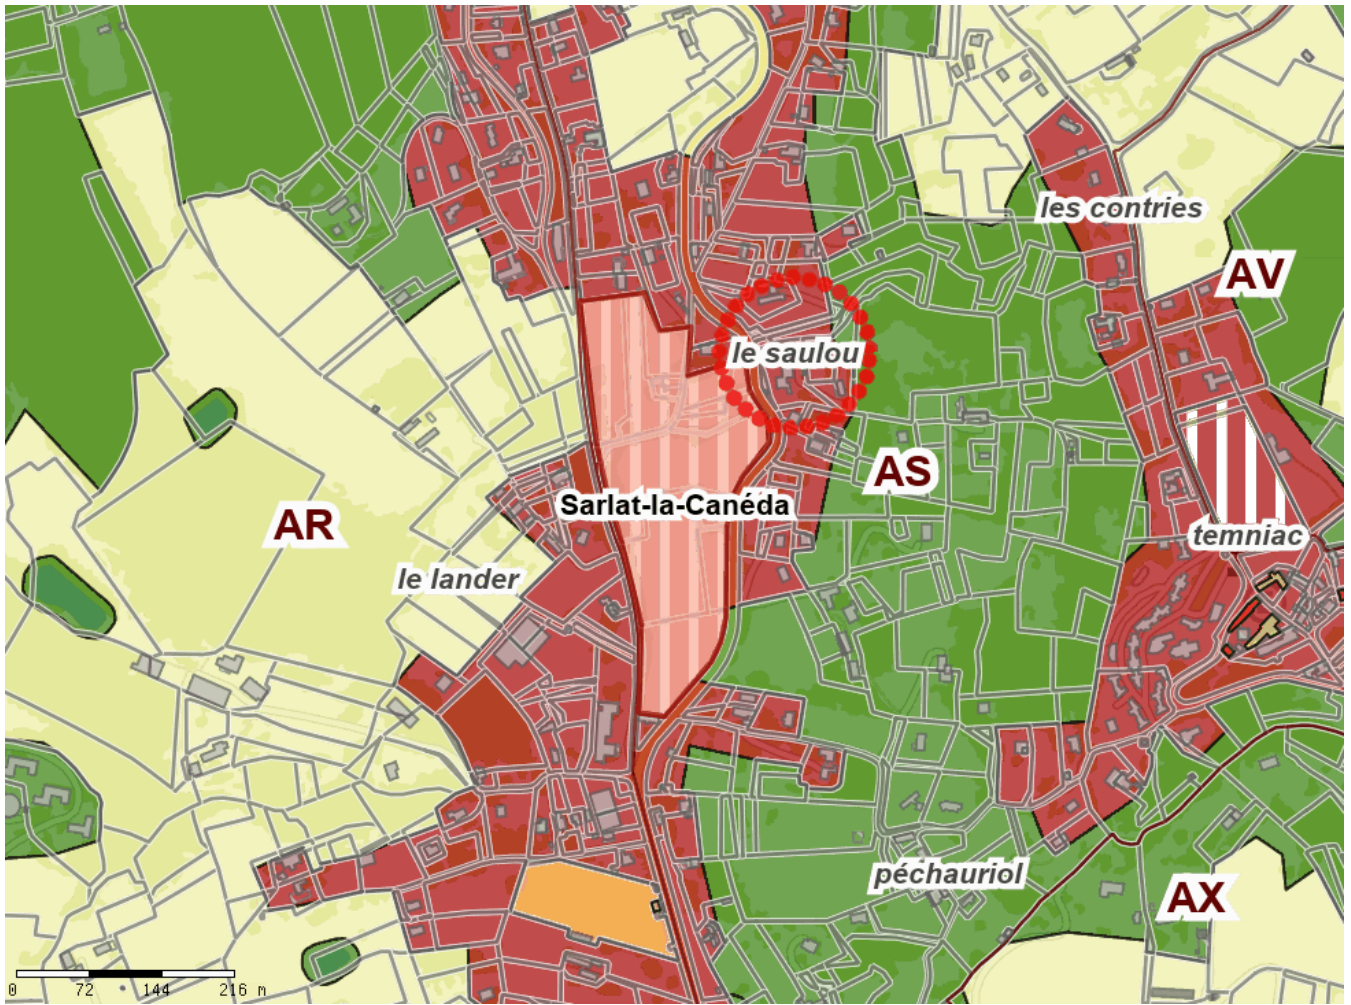 les contries
AV
le saulou
AS
Sarlat-la-Canéda
AR
temniac
le lander
péchauriol
AX
0 72 144 216 m